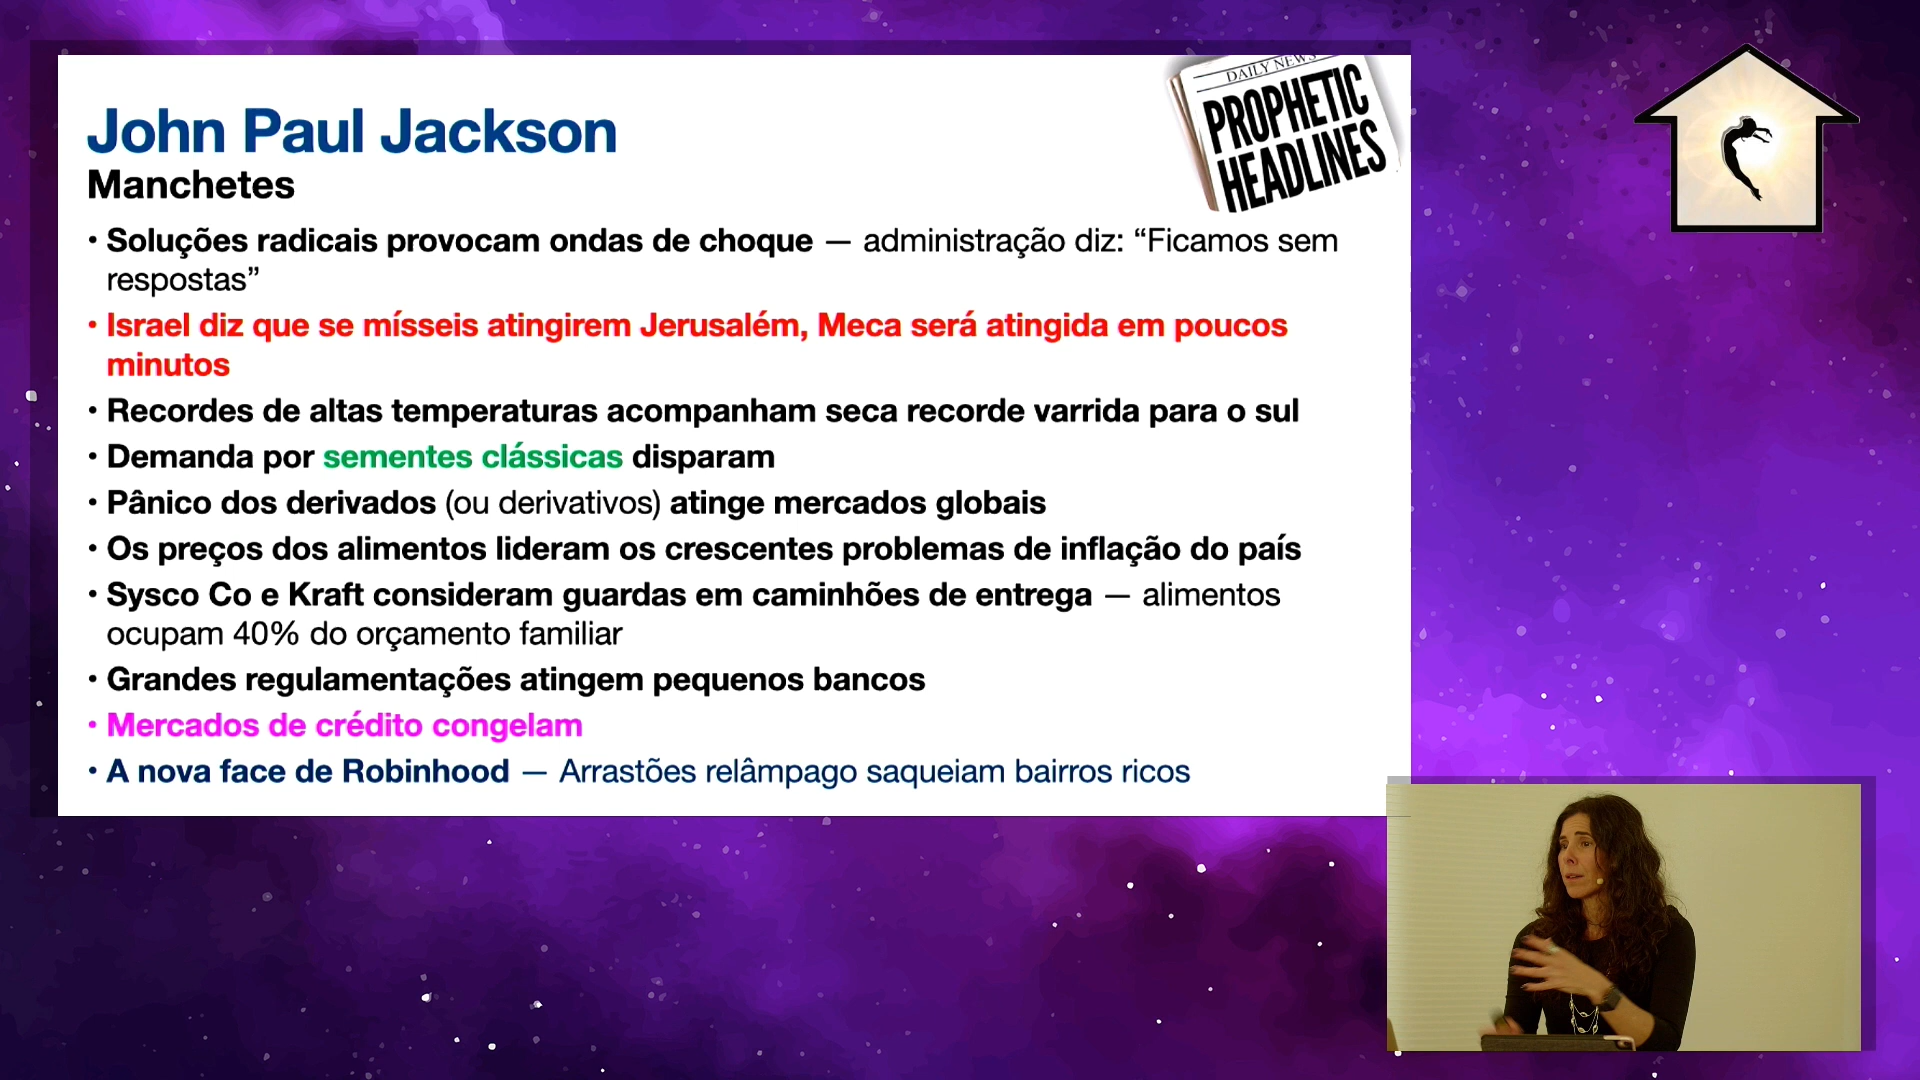 DAILY NEWS
PROPHETIC
HEADLINES
John Paul Jackson
Manchetes
• Soluções radicais provocam ondas de choque — administração diz: “Ficamos sem
respostas”
• Israel diz que se mísseis atingirem Jerusalém, Meca será atingida em poucos
minutos
• Recordes de altas temperaturas acompanham seca recorde varrida para o sul
• Demanda por sementes clássicas disparam
• Pânico dos derivados (ou derivativos) atinge mercados globais
• Os preços dos alimentos lideram os crescentes problemas de inflação do país
• Sysco Co e Kraft consideram guardas em caminhões de entrega — alimentos
ocupam 40% do orçamento familiar
• Grandes regulamentações atingem pequenos bancos
• Mercados de crédito congelam
• A nova face de Robinhood — Arrastões relâmpago saqueiam bairros ricos